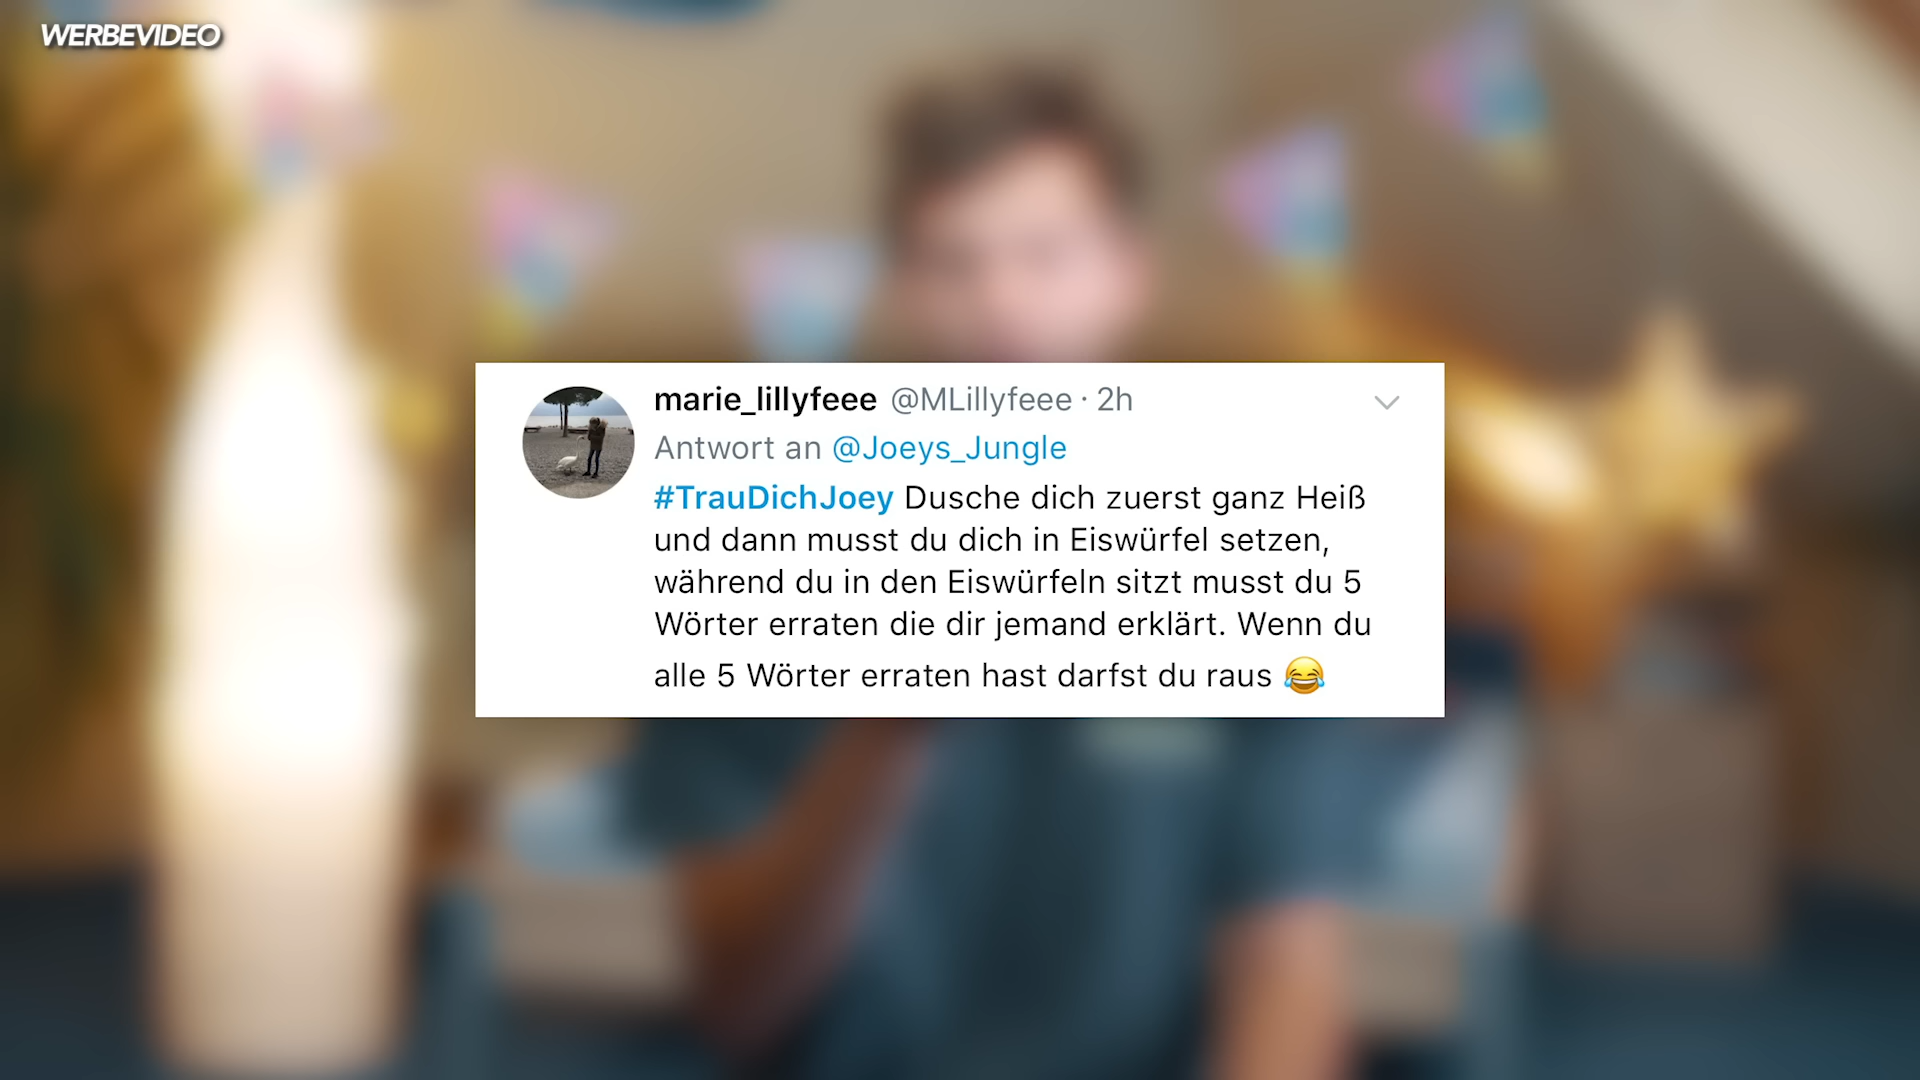 WERBEVIDEO
marie_lillyfeee @MLillyfeee · 2h
Antwort an @Joeys_Jungle
#TrauDichJoey Dusche dich zuerst ganz Heiß
und dann musst du dich in Eiswürfel setzen,
während du in den Eiswürfeln sitzt musst du 5
Wörter erraten die dir jemand erklärt. Wenn du
alle 5 Wörter erraten hast darfst du raus 😂